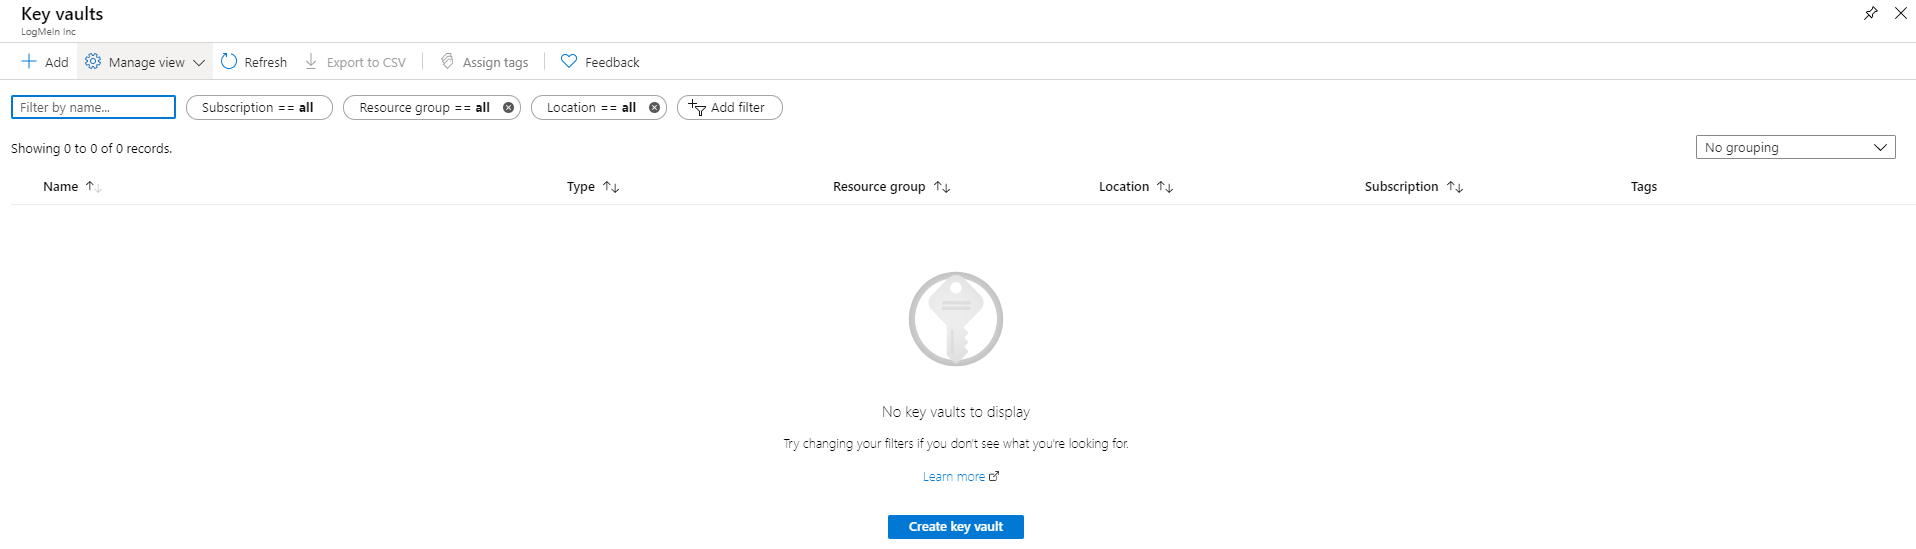 Key vaults
LogMeIn Inc
Add Manage view Refresh Export to CSV Assign tags Feedback
Filter by name... Subscription == all Resource group == all Location == all Add filter
Showing 0 to 0 of 0 records. No grouping
Name Type Resource group Location Subscription Tags
No key vaults to display
Try changing your filters if you don't see what you're looking for.
Learn more
Create key vault